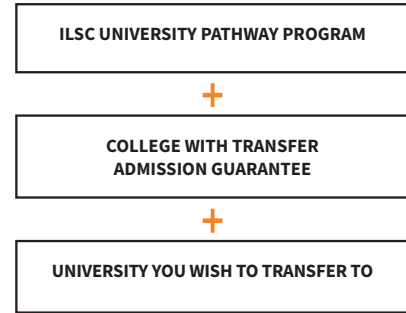 ILSC UNIVERSITY PATHWAY PROGRAM
+
COLLEGE WITH TRANSFER
ADMISSION GUARANTEE
+
UNIVERSITY YOU WISH TO TRANSFER TO